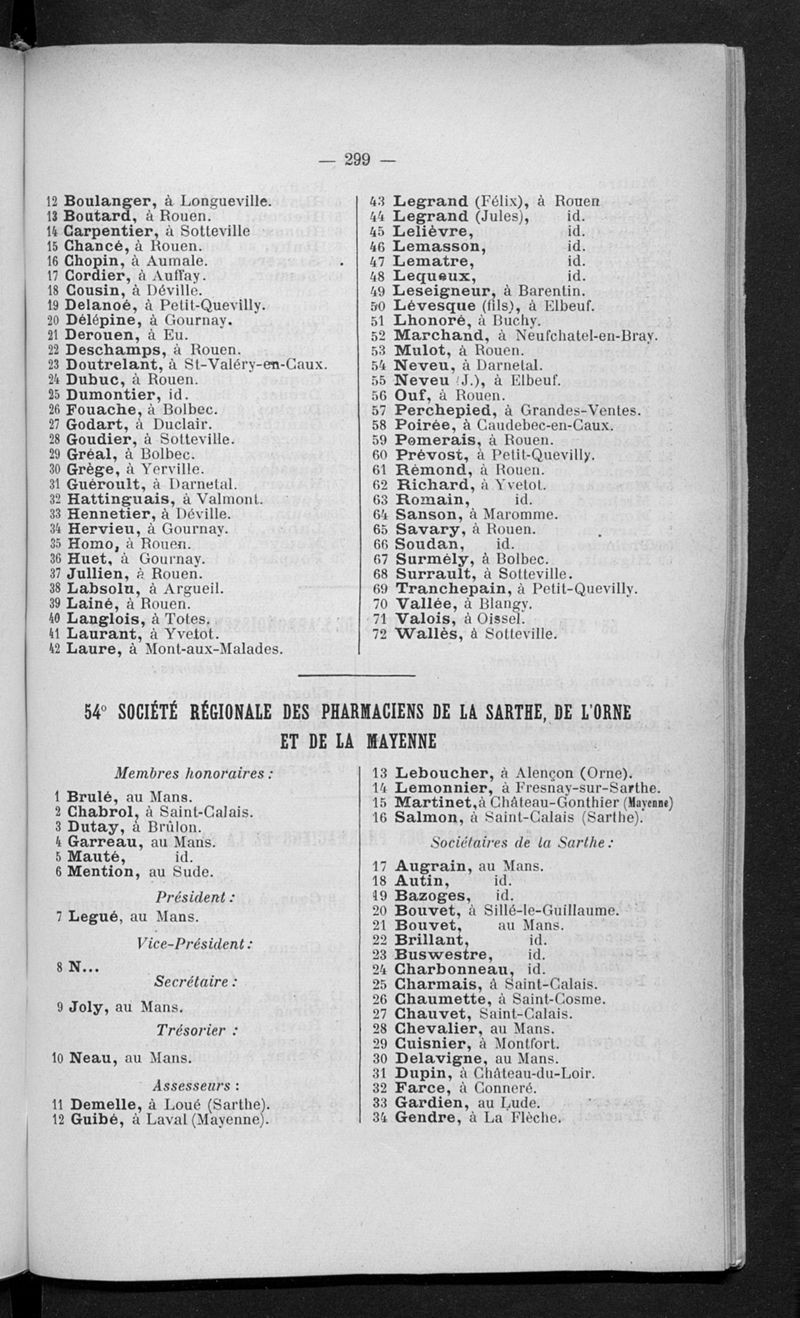 — 299 —
12 Boulanger, à Longueville.
13 Boutard, à Rouen.
14 Carpentier, à Sotteville
15 Chancé, à Rouen.
16 Chopin, à Aumale.
17 Cordier, à Auffay.
18 Cousin, à Déville.
19 Delanoé, à Petit-Quevilly.
20 Délépine, à Gournay.
21 Derouen, à Eu.
22 Deschamps, à Rouen.
23 Doutrelant, à St-Valéry-en-Caux.
24 Dubuc, à Rouen.
25 Dumontier, id.
26 Fouache, à Bolbec.
27 Godart, à Duclair.
28 Goudier, à Sotteville.
29 Gréal, à Bolbec.
30 Grège, à Yerville.
31 Guéroult, à Darnetal.
32 Hattinguais, à Valmont.
33 Hennetier, à Déville.
34 Hervieu, à Gournay.
35 Homo, à Rouen.
36 Huet, à Gournay.
37 Jullien, à Rouen.
38 Labsolu, à Argueil.
39 Lainé, à Rouen.
40 Langlois, à Totes.
41 Laurant, à Yvetot.
42 Laure, à Mont-aux-Malades.
43 Legrand (Félix), à Rouen
44 Legrand (Jules), id.
45 Lelièvre, id.
46 Lemasson, id.
47 Lematre, id.
48 Lequeux, id.
49 Leseigneur, à Barentin.
50 Lévesque (fils), à Elbeuf.
51 Lhonoré, à Buchy.
52 Marchand, à Neufchatel-en-Bray.
53 Mulot, à Rouen.
54 Neveu, à Darnetal.
55 Neveu (J.), à Elbeuf.
56 Ouf, à Rouen.
57 Perchepied, à Grandes-Ventes.
58 Poirée, à Caudebec-en-Caux.
59 Pomerais, à Rouen.
60 Prévost, à Petit-Quevilly.
61 Rémond, à Rouen.
62 Richard, à Yvetot.
63 Romain, id.
64 Sanson, à Maromme.
65 Savary, à Rouen.
66 Soudan, id.
67 Surmély, à Bolbec.
68 Surrault, à Sotteville.
69 Tranchepain, à Petit-Quevilly.
70 Vallée, à Blangy.
71 Valois, à Oissel.
72 Wallès, à Sotteville.
54° SOCIÉTÉ RÉGIONALE DES PHARMACIENS DE LA SARTHE, DE L'ORNE
ET DE LA MAYENNE
Membres honoraires :
1 Brulé, au Mans.
2 Chabrol, à Saint-Calais.
3 Dutay, à Brûlon.
4 Garreau, au Mans.
5 Mauté, id.
6 Mention, au Sude.
Président :
7 Legué, au Mans.
Vice-Président :
8 N...
Secrétaire :
9 Joly, au Mans.
Trésorier :
10 Neau, au Mans.
Assesseurs :
11 Demelle, à Loué (Sarthe).
12 Guibé, à Laval (Mayenne).
13 Leboucher, à Alençon (Orne).
14 Lemonnier, à Fresnay-sur-Sarthe.
15 Martinet, à Château-Gonthier (Mayenne)
16 Salmon, à Saint-Calais (Sarthe).
Sociétaires de la Sarthe :
17 Augrain, au Mans.
18 Autin, id.
19 Bazoges, id.
20 Bouvet, à Sillé-le-Guillaume.
21 Bouvet, au Mans.
22 Brillant, id.
23 Buswestre, id.
24 Charbonneau, id.
25 Charmais, à Saint-Calais.
26 Chaumette, à Saint-Cosme.
27 Chauvet, Saint-Calais.
28 Chevalier, au Mans.
29 Cuisnier, à Montfort.
30 Delavigne, au Mans.
31 Dupin, à Château-du-Loir.
32 Farce, à Conneré.
33 Gardien, au Lude.
34 Gendre, à La Flèche.